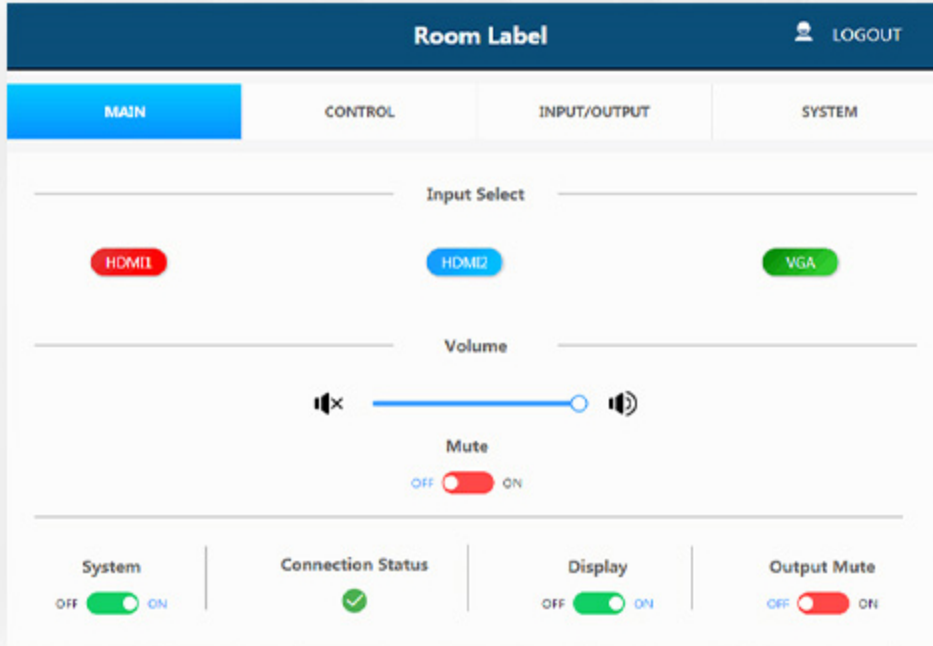 Room Label
LOGOUT
MAIN CONTROL INPUT/OUTPUT SYSTEM
Input Select
HDMI1 HDMI2 VGA
Volume
Mute
OFF ON
System Connection Status Display Output Mute
OFF ON OFF ON OFF ON